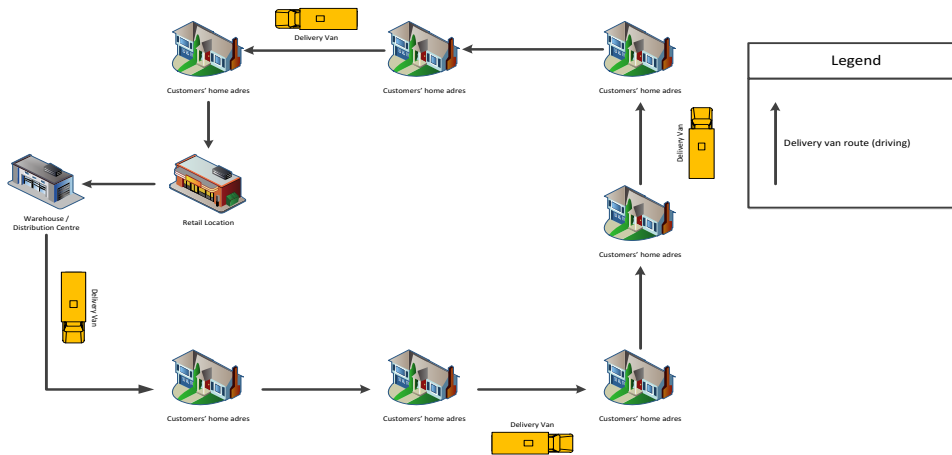 Delivery Van
Customers' home adres
Customers' home adres
Customers' home adres
Legend
Delivery van route (driving)
Delivery Van
Warehouse /
Distribution Centre
Retail Location
Customers' home adres
Delivery Van
Customers' home adres
Customers' home adres
Customers' home adres
Delivery Van